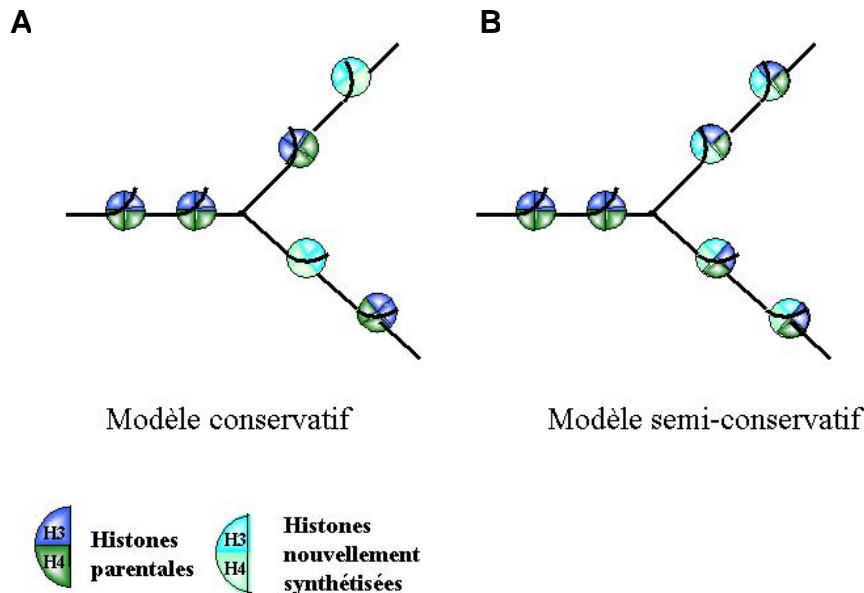 A
B
Modèle conservatif
Modèle semi-conservatif
H3
H4
Histones
parentales
H3
H4
Histones
nouvellement
synthétisées